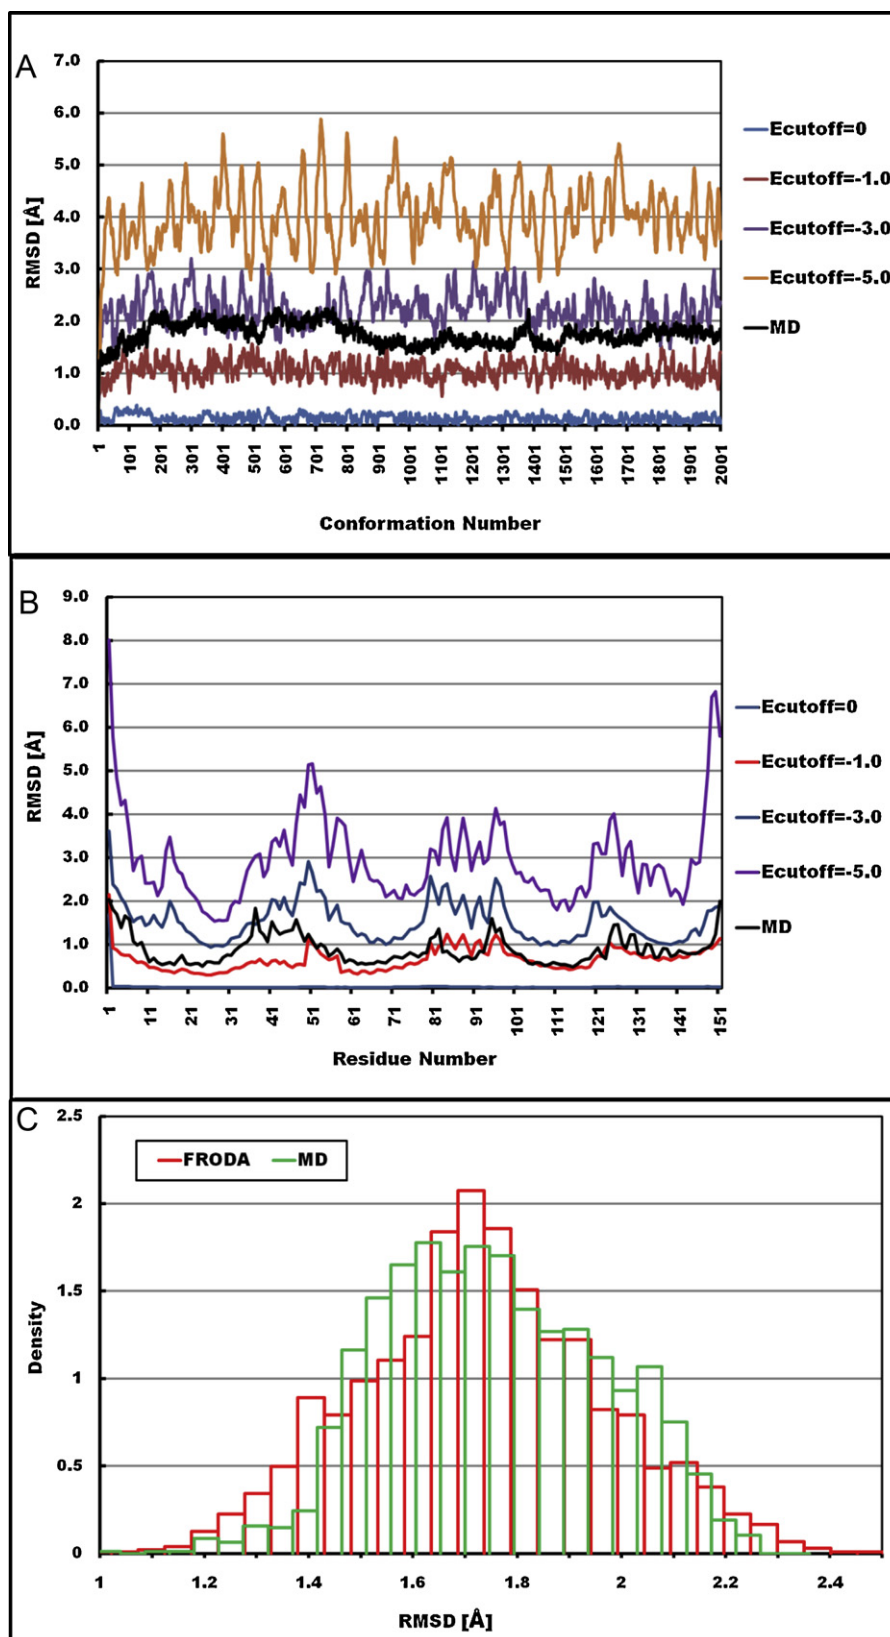 A
RMSD [Å]
7.0
6.0
5.0
4.0
3.0
2.0
1.0
0.0
1
101
201
301
401
501
601
701
801
901
1001
1101
1201
1301
1401
1501
1601
1701
1801
1901
2001
Conformation Number
Ecutoff=0
Ecutoff=-1.0
Ecutoff=-3.0
Ecutoff=-5.0
MD
B
RMSD [Å]
9.0
8.0
7.0
6.0
5.0
4.0
3.0
2.0
1.0
0.0
1
11
21
31
41
51
61
71
81
91
101
111
121
131
141
151
Residue Number
Ecutoff=0
Ecutoff=-1.0
Ecutoff=-3.0
Ecutoff=-5.0
MD
C
Density
2.5
2
1.5
1
0.5
0
FRODA MD
1 1.2 1.4 1.6 1.8 2 2.2 2.4
RMSD [Å]